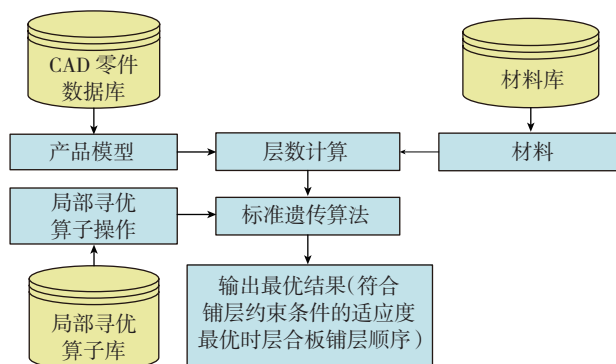 CAD 零件
数据库
材料库
产品模型
层数计算
材料
局部寻优
算子操作
标准遗传算法
局部寻优
算子库
输出最优结果(符合
铺层约束条件的适应度
最优时层合板铺层顺序)